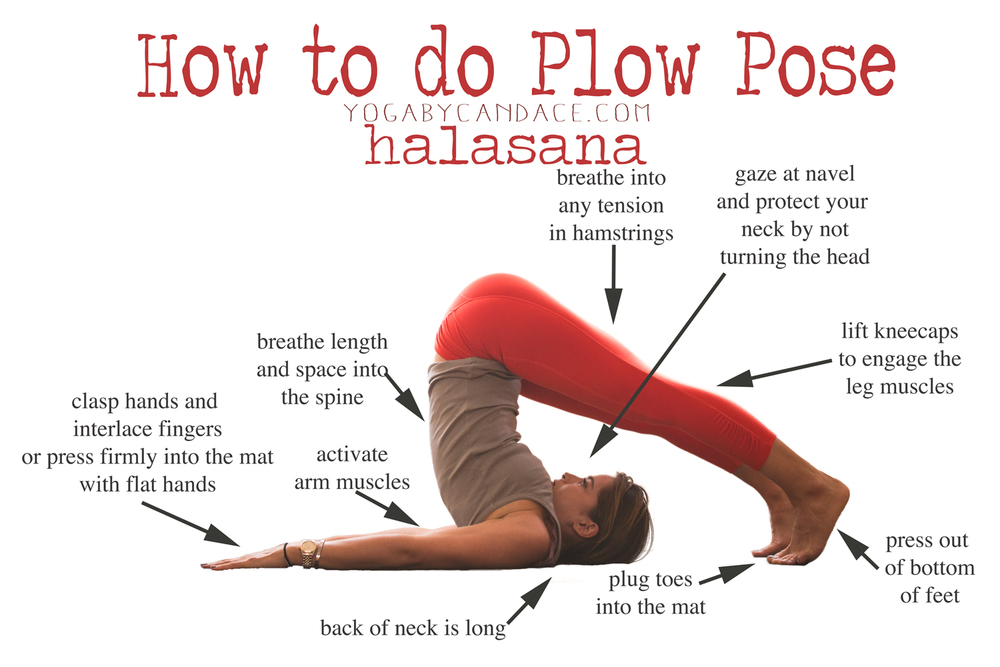 How to do Plow Pose
YOGABYCANDACE.COM
halasana
breathe into
any tension
in hamstrings
gaze at navel
and protect your
neck by not
turning the head
lift kneecaps
to engage the
leg muscles
breathe length
and space into
the spine
clasp hands and
interlace fingers
or press firmly into the mat
with flat hands
activate
arm muscles
press out
of bottom
of feet
plug toes
into the mat
back of neck is long